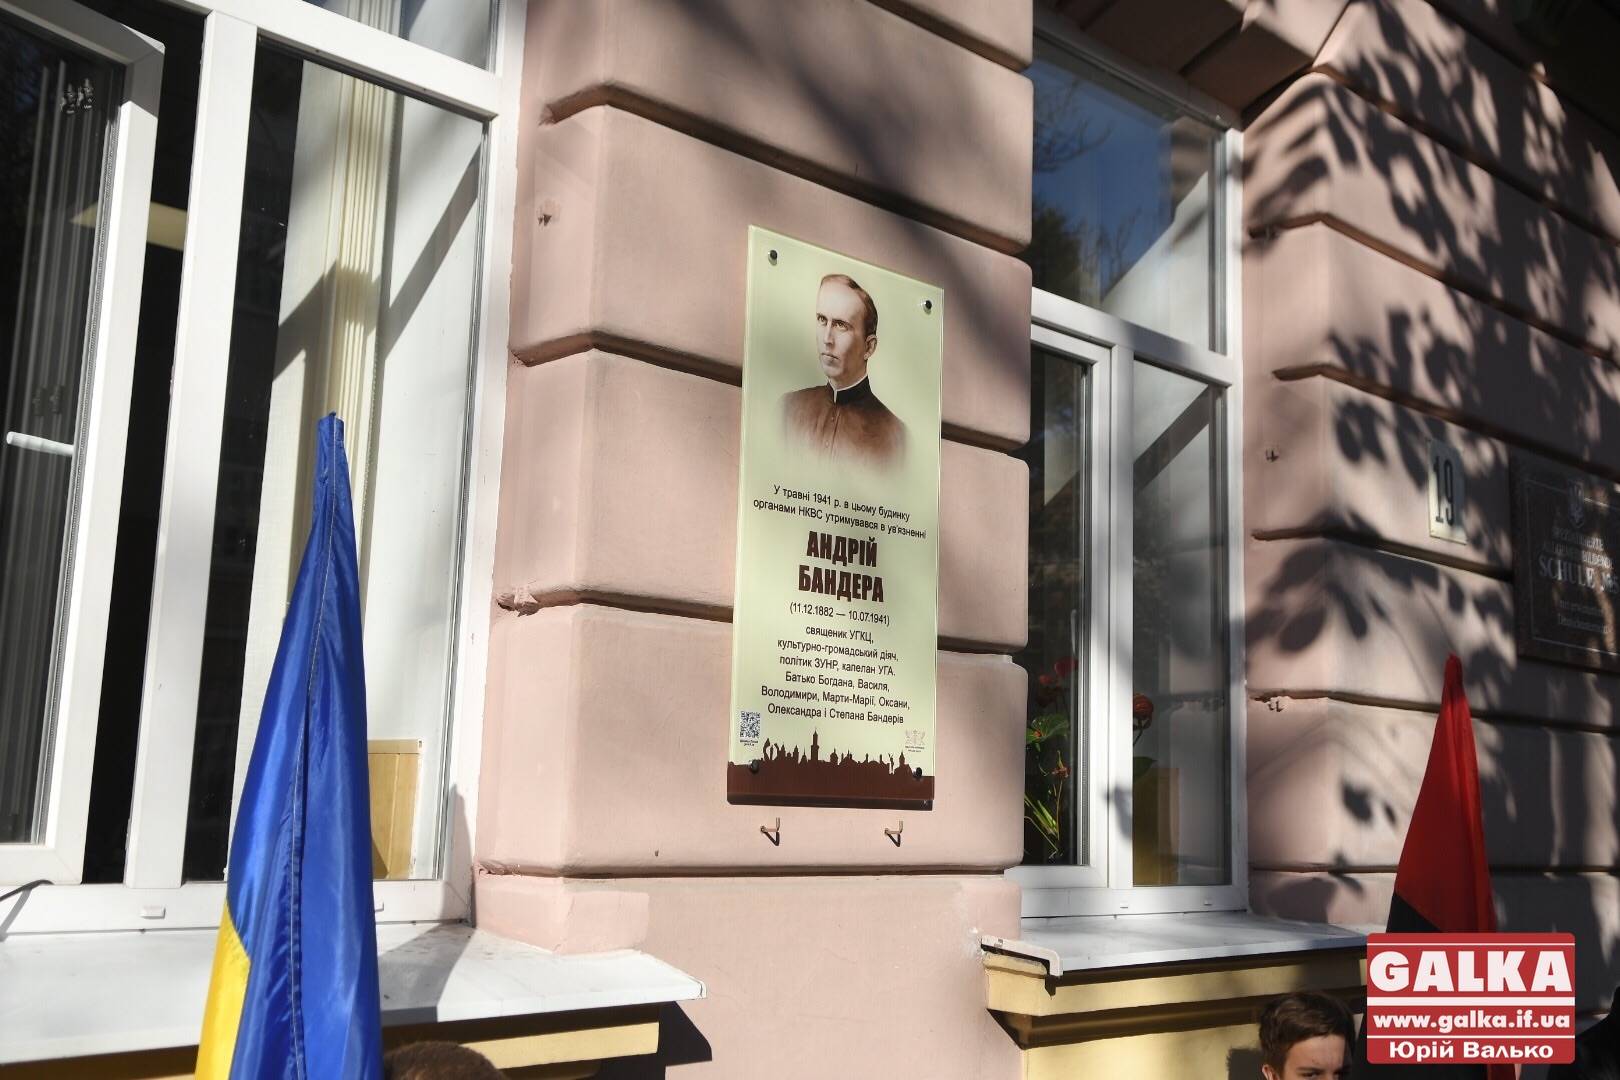 У травні 1941 р. в цьому будинку
органами НКВС утримувався в ув'язненні
АНДРІЙ
БАНДЕРА
(11.12.1882 — 10.07.1941)
священик УГКЦ,
культурно-громадський діяч,
політик ЗУНР, капелан УГА.
Батько Богдана, Василя,
Володимири, Марти-Марії, Оксани,
Олександра і Степана Бандерів
19
SCHULE
GALKA
www.galka.if.ua
Юрій Валько